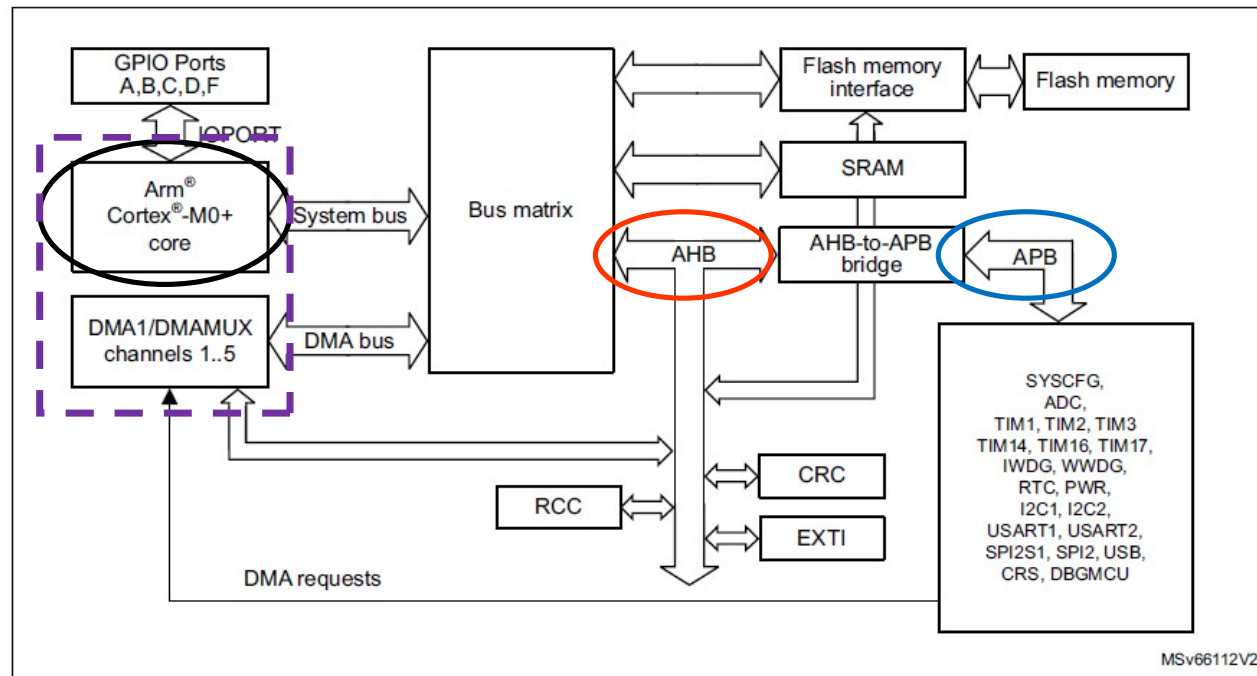 GPIO Ports
A,B,C,D,F
IOPORT
Arm®
Cortex®-M0+
core
System bus
DMA1/DMAMUX
channels 1..5
DMA bus
Bus matrix
Flash memory
interface
Flash memory
SRAM
AHB
AHB-to-APB
bridge
APB
SYSCFG,
ADC,
TIM1, TIM2, TIM3
TIM14, TIM16, TIM17,
IWDG, WWDG,
RTC, PWR,
I2C1, I2C2,
USART1, USART2,
SPI2S1, SPI2, USB,
CRS, DBGMCU
CRC
RCC
EXTI
DMA requests
MSv66112V2